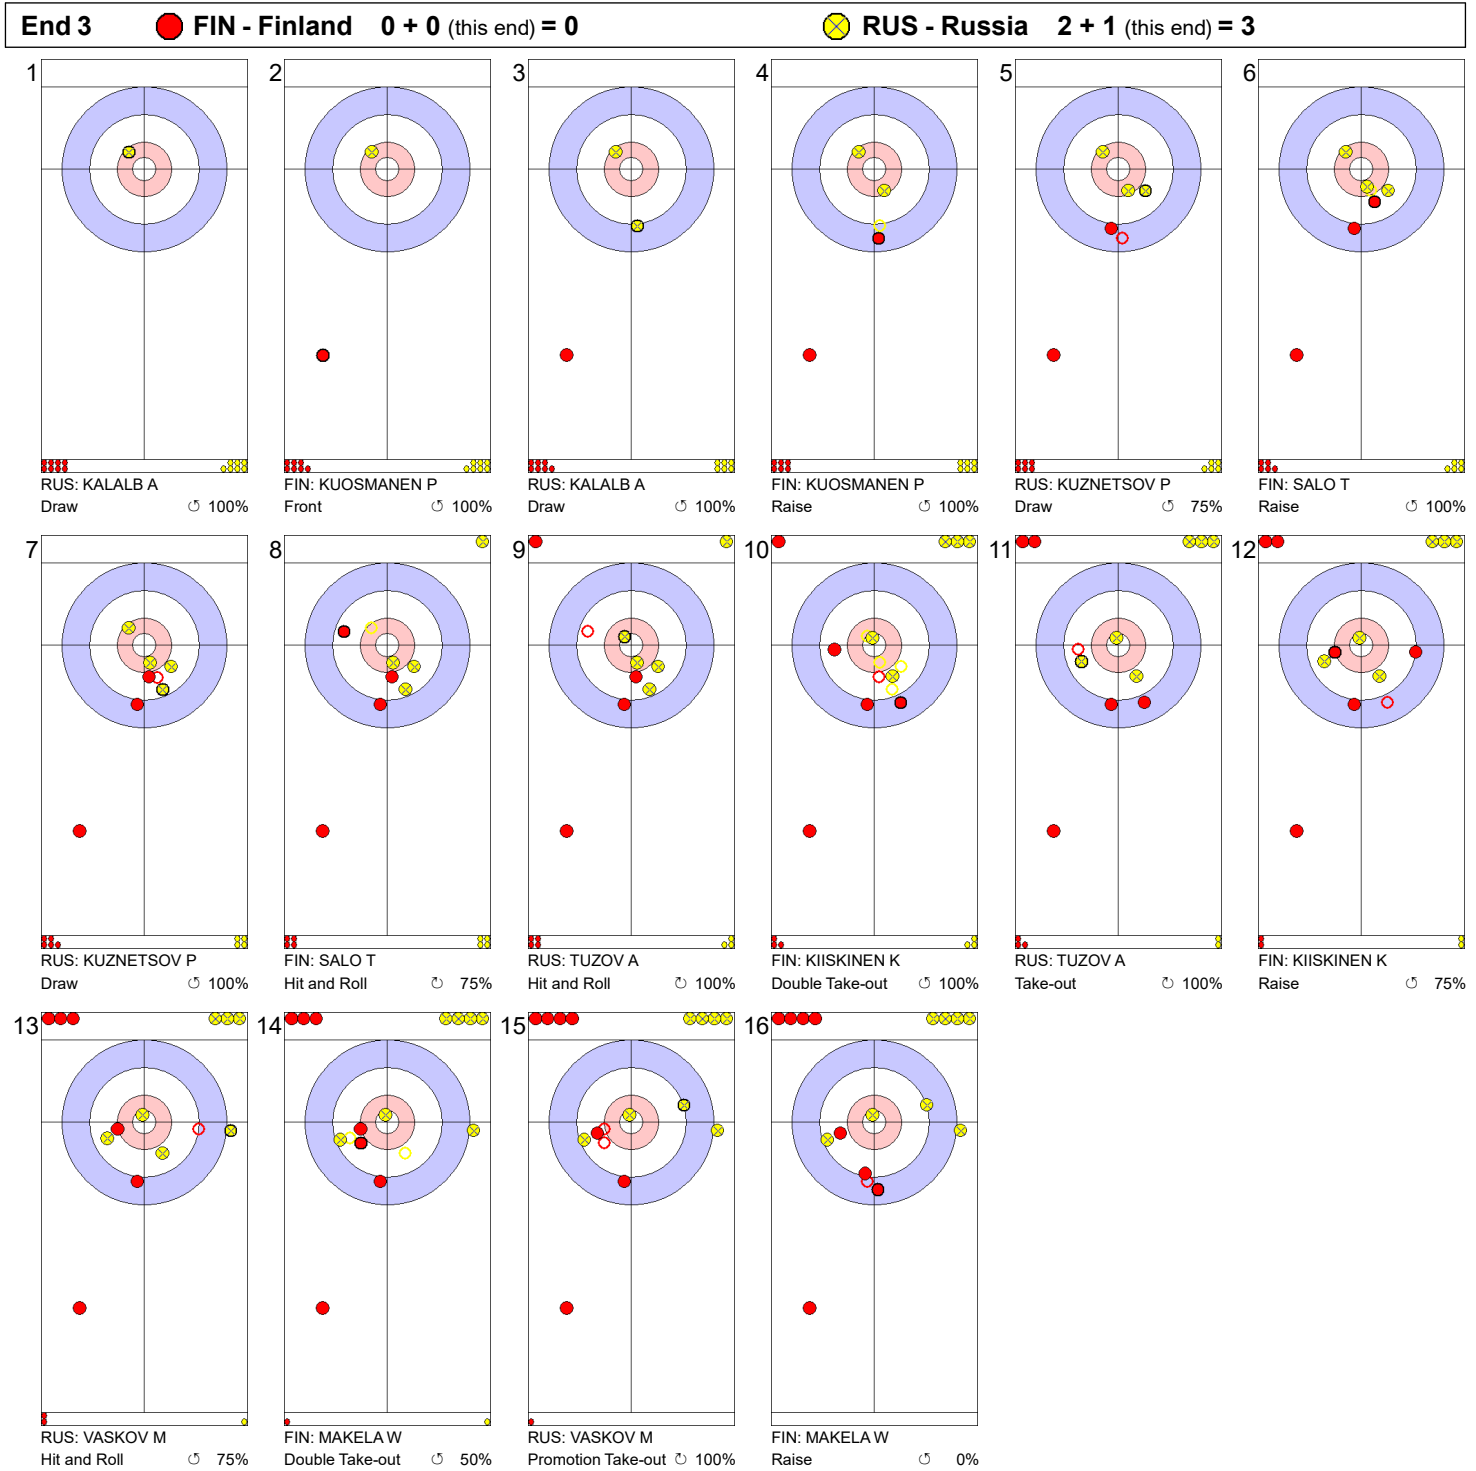 End 3 FIN - Finland 0 + 0 (this end) = 0 RUS - Russia 2 + 1 (this end) = 3
1 2 3 4 5 6
RUS: KALALB A FIN: KUOSMANEN P RUS: KALALB A FIN: KUOSMANEN P RUS: KUZNETSOV P FIN: SALO T
Draw 100% Front 100% Draw 100% Raise 100% Draw 75% Raise 100%
7 8 9 10 11 12
RUS: KUZNETSOV P FIN: SALO T RUS: TUZOV A FIN: KIISKINEN K RUS: TUZOV A FIN: KIISKINEN K
Draw 100% Hit and Roll 75% Hit and Roll 100% Double Take-out 100% Take-out 100% Raise 75%
13 14 15 16
RUS: VASKOV M FIN: MAKELA W RUS: VASKOV M FIN: MAKELA W
Hit and Roll 75% Double Take-out 50% Promotion Take-out 100% Raise 0%